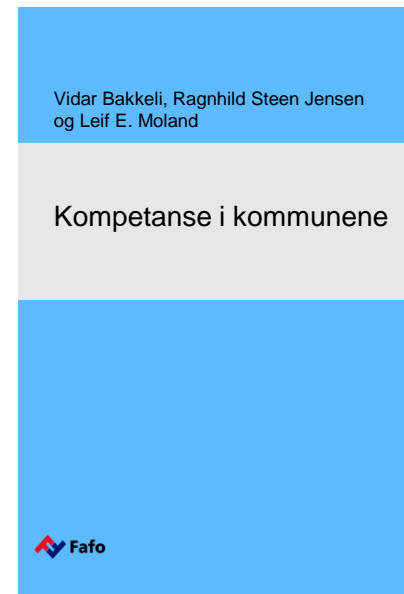 Vidar Bakkeli, Ragnhild Steen Jensen
og Leif E. Moland
Kompetanse i kommunene
Fafo